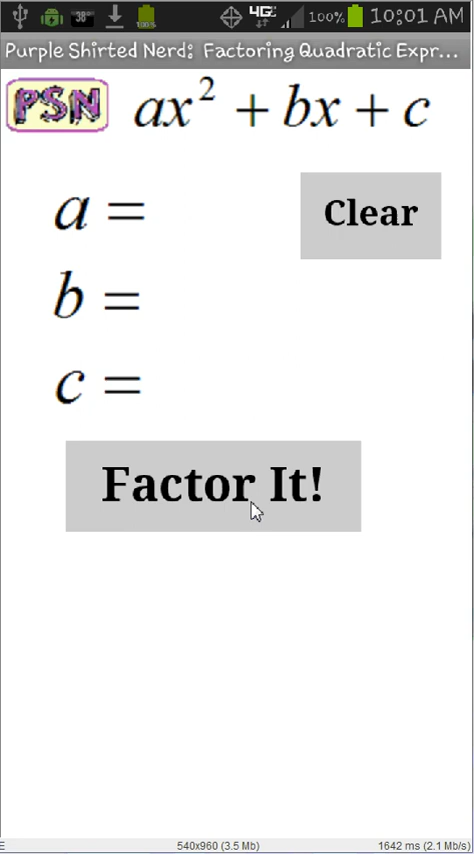 38° 100% 4G 100% 10:01 AM
Purple Shirted Nerd: Factoring Quadratic Expr...
PSN ax² + bx + c
a =
Clear
b =
c =
Factor It!
E 540x960 (3.5 Mb) 1642 ms (2.1 Mb/s)